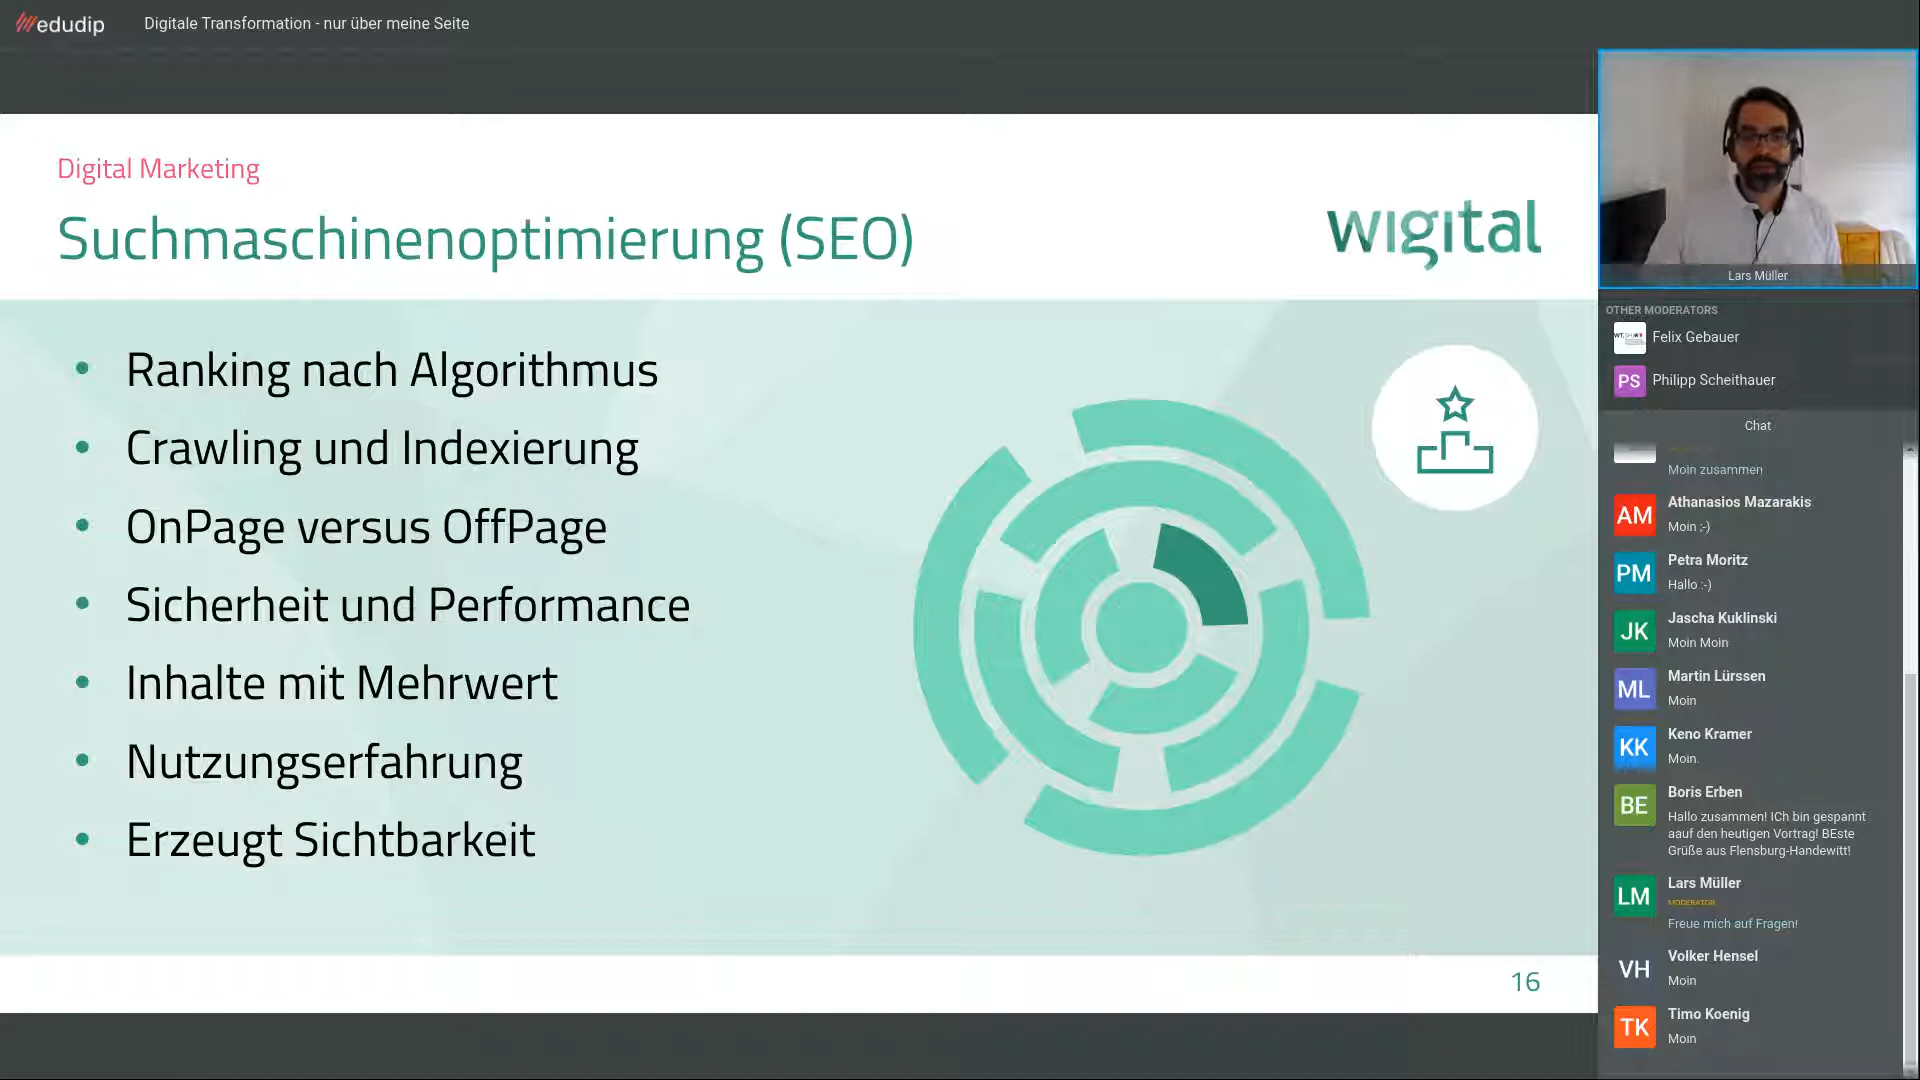 edudip
Digitale Transformation - nur über meine Seite
Digital Marketing
Suchmaschinenoptimierung (SEO)
wigital
• Ranking nach Algorithmus
• Crawling und Indexierung
• OnPage versus OffPage
• Sicherheit und Performance
• Inhalte mit Mehrwert
• Nutzungserfahrung
• Erzeugt Sichtbarkeit
16
Lars Müller
OTHER MODERATORS
Felix Gebauer
PS
Philipp Scheithauer
Chat
Moin zusammen
AM
Athanasios Mazarakis
Moin ;-)
PM
Petra Moritz
Hallo :-)
JK
Jascha Kuklinski
Moin Moin
ML
Martin Lürssen
Moin
KK
Keno Kramer
Moin.
BE
Boris Erben
Hallo zusammen! ICh bin gespannt
aauf den heutigen Vortrag! BEste
Grüße aus Flensburg-Handewitt!
LM
Lars Müller
MODERATOR
Freue mich auf Fragen!
VH
Volker Hensel
Moin
TK
Timo Koenig
Moin